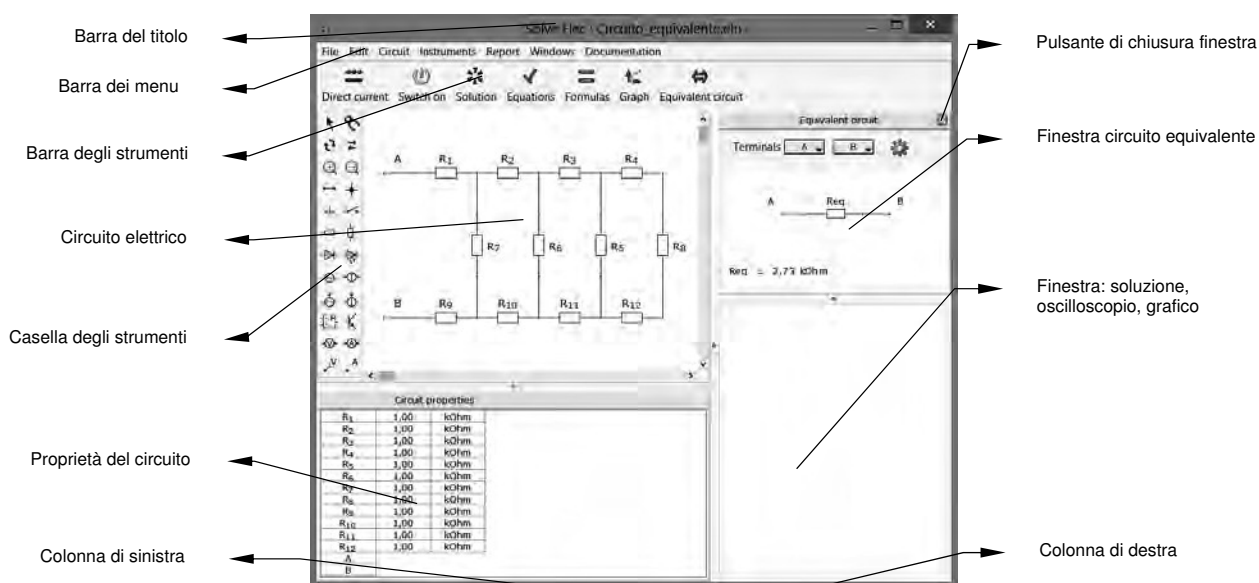 Barra del titolo
Barra dei menu
Barra degli strumenti
Circuito elettrico
Casella degli strumenti
Proprietà del circuito
Colonna di sinistra
Solve Elec - Circuito_equivalente.eln
File Edit Circuit Instruments Report Windows Documentation
Direct current Switch on Solution Equations Formulas Graph Equivalent circuit
A R1 R2 R3 R4
R7 R6 R5 R8
B R9 R10 R11 R12
Circuit properties
R1 1,00 kOhm
R2 1,00 kOhm
R3 1,00 kOhm
R4 1,00 kOhm
R5 1,00 kOhm
R6 1,00 kOhm
R7 1,00 kOhm
R8 1,00 kOhm
R9 1,00 kOhm
R10 1,00 kOhm
R11 1,00 kOhm
R12 1,00 kOhm
A
B
Equivalent circuit
Terminals A B
A Req B
Req = 2,73 kOhm
Pulsante di chiusura finestra
Finestra circuito equivalente
Finestra: soluzione,
oscilloscopio, grafico
Colonna di destra